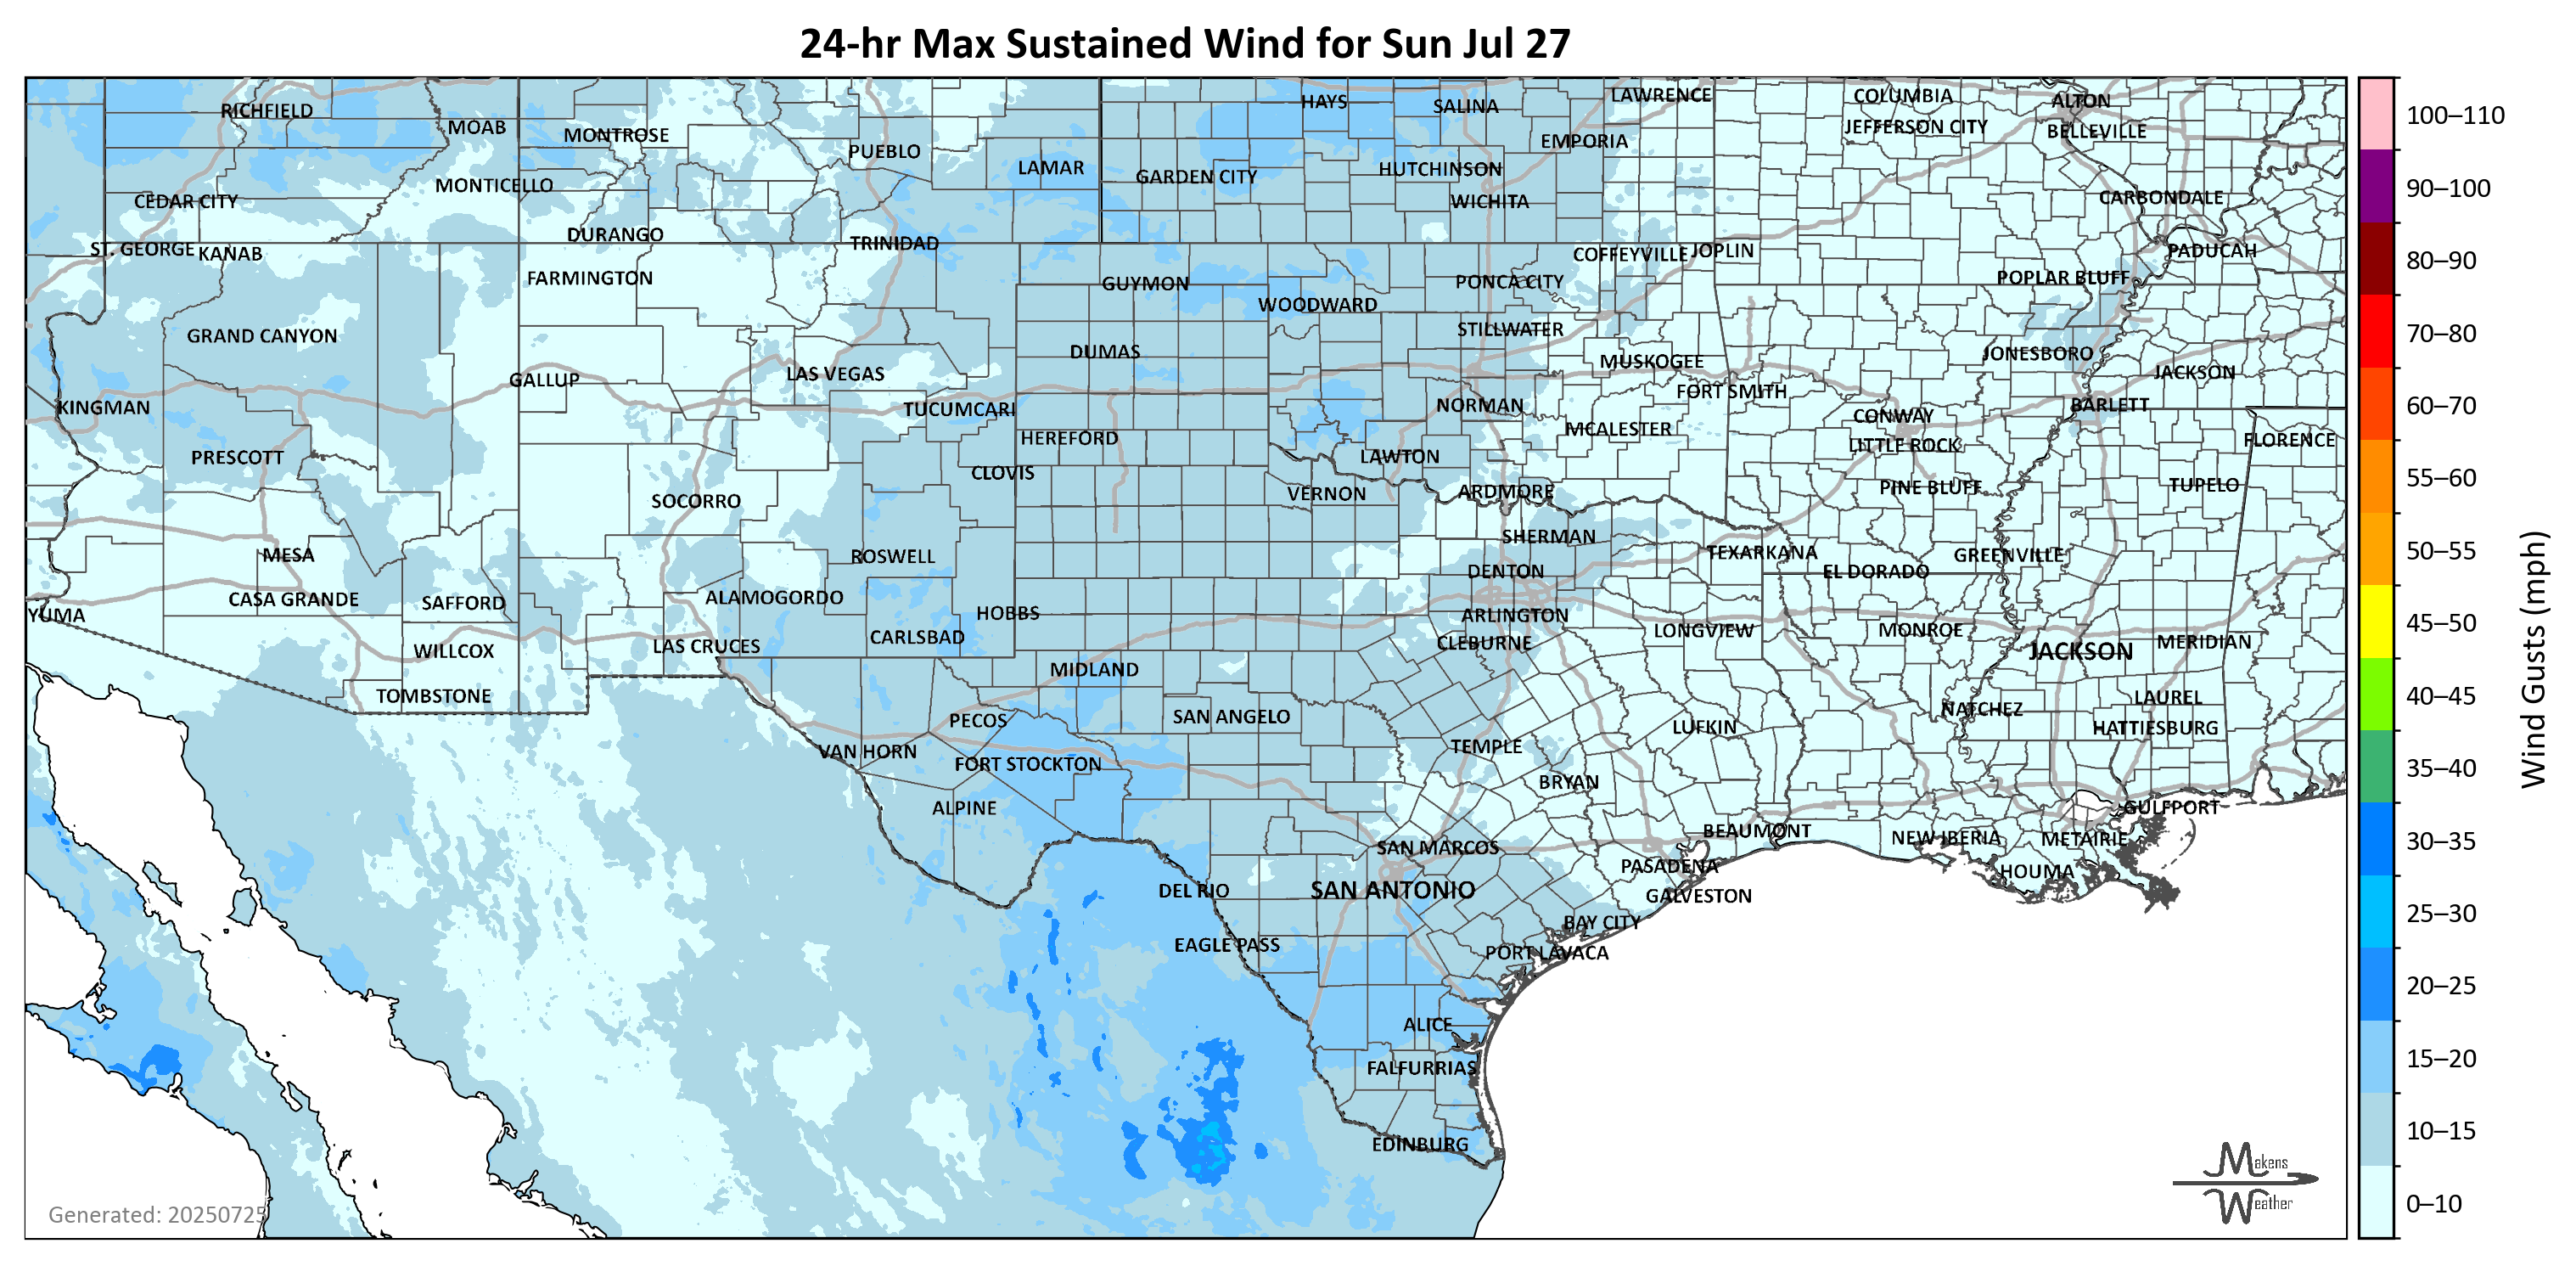 24-hr Max Sustained Wind for Sun Jul 27
RICHFIELD
MOAB
MONTROSE
PUEBLO
LAMAR
HAYS
SALINA
LAWRENCE
COLUMBIA
ALTON
JEFFERSON CITY
BELLEVILLE
EMPORIA
HUTCHINSON
GARDEN CITY
WICHITA
MONTICELLO
CEDAR CITY
CARBONDALE
DURANGO
TRINIDAD
ST. GEORGE
KANAB
COFFEYVILLE
JOPLIN
PADUCAH
FARMINGTON
GUYMON
PONCA CITY
POPLAR BLUFF
WOODWARD
GRAND CANYON
STILLWATER
DUMAS
JONESBORO
MUSKOGEE
GALLUP
LAS VEGAS
JACKSON
FORT SMITH
KINGMAN
TUCUMCARI
NORMAN
CONWAY
BARLETT
HEREFORD
MCALESTER
LITTLE ROCK
FLORENCE
PRESCOTT
CLOVIS
LAWTON
SOCORRO
VERNON
ARDMORE
PINE BLUFF
TUPELO
MESA
ROSWELL
SHERMAN
TEXARKANA
GREENVILLE
DENTON
EL DORADO
CASA GRANDE
SAFFORD
ALAMOGORDO
HOBBS
ARLINGTON
YUMA
CARLSBAD
CLEBURNE
LONGVIEW
MONROE
JACKSON
MERIDIAN
WILLCOX
LAS CRUCES
MIDLAND
TOMBSTONE
LAUREL
PECOS
SAN ANGELO
NATCHEZ
HATTIESBURG
LUFKIN
VAN HORN
TEMPLE
FORT STOCKTON
BRYAN
ALPINE
GULFPORT
BEAUMONT
NEW IBERIA
METAIRIE
SAN MARCOS
PASADENA
HOUMA
DEL RIO
SAN ANTONIO
GALVESTON
BAY CITY
EAGLE PASS
PORT LAVACA
ALICE
FALFURRIAS
EDINBURG
Generated: 20250725
Makens
Weather
100–110
90–100
80–90
70–80
60–70
55–60
50–55
45–50
40–45
35–40
30–35
25–30
20–25
15–20
10–15
0–10
Wind Gusts (mph)